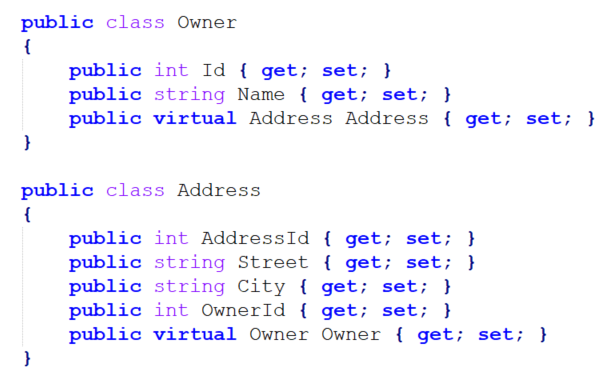 public class Owner
{
public int Id { get; set; }
public string Name { get; set; }
public virtual Address Address { get; set; }
}
public class Address
{
public int AddressId { get; set; }
public string Street { get; set; }
public string City { get; set; }
public int OwnerId { get; set; }
public virtual Owner Owner { get; set; }
}